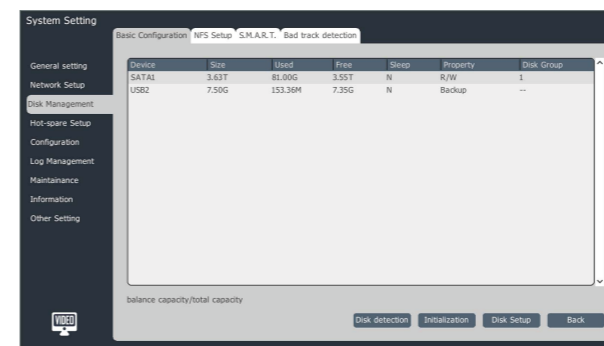 System Setting
Basic Configuration NFS Setup S.M.A.R.T. Bad track detection
General setting
Network Setup
Disk Management
Hot-spare Setup
Configuration
Log Management
Maintainance
Information
Other Setting
Device Size Used Free Sleep Property Disk Group
SATA1 3.63T 81.00G 3.55T N R/W 1
USB2 7.50G 153.36M 7.35G N Backup --
balance capacity/total capacity
VIDEO
Disk detection Initialization Disk Setup Back